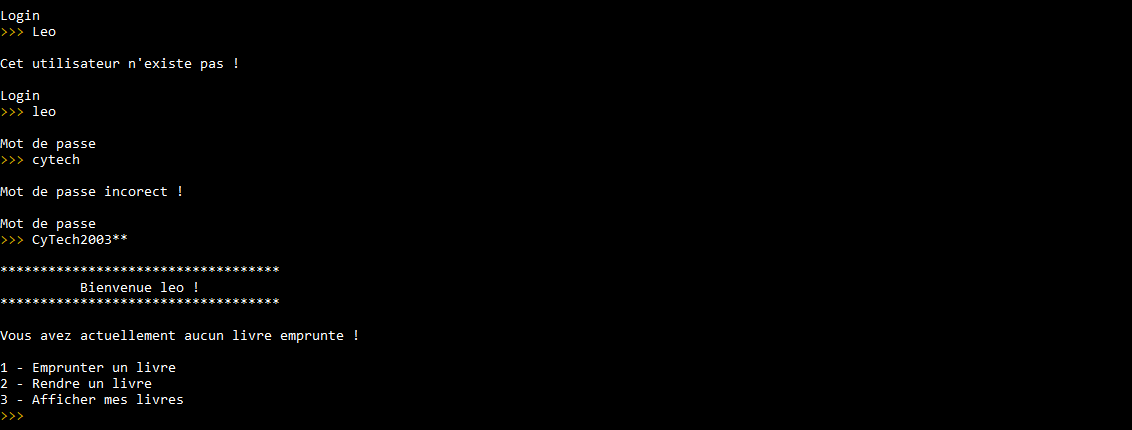 Login
>>> Leo
Cet utilisateur n'existe pas !
Login
>>> leo
Mot de passe
>>> cytech
Mot de passe incorect !
Mot de passe
>>> CyTech2003**
***********************************
Bienvenue leo !
***********************************
Vous avez actuellement aucun livre emprunte !
1 - Emprunter un livre
2 - Rendre un livre
3 - Afficher mes livres
>>>